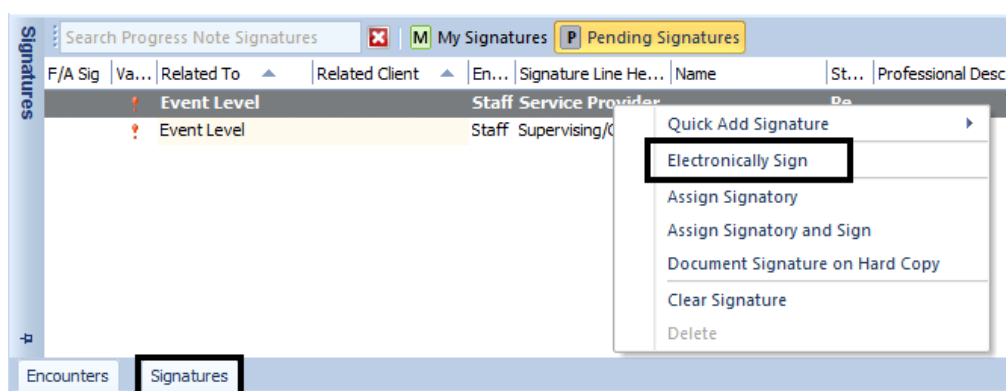 Signatures
Search Progress Note Signatures M My Signatures P Pending Signatures
F/A Sig Va... Related To Related Client En... Signature Line He... Name St... Professional Desc
Event Level Staff Service Provider Pe
Event Level Staff Supervising/
Quick Add Signature
Electronically Sign
Assign Signatory
Assign Signatory and Sign
Document Signature on Hard Copy
Clear Signature
Delete
Encounters Signatures